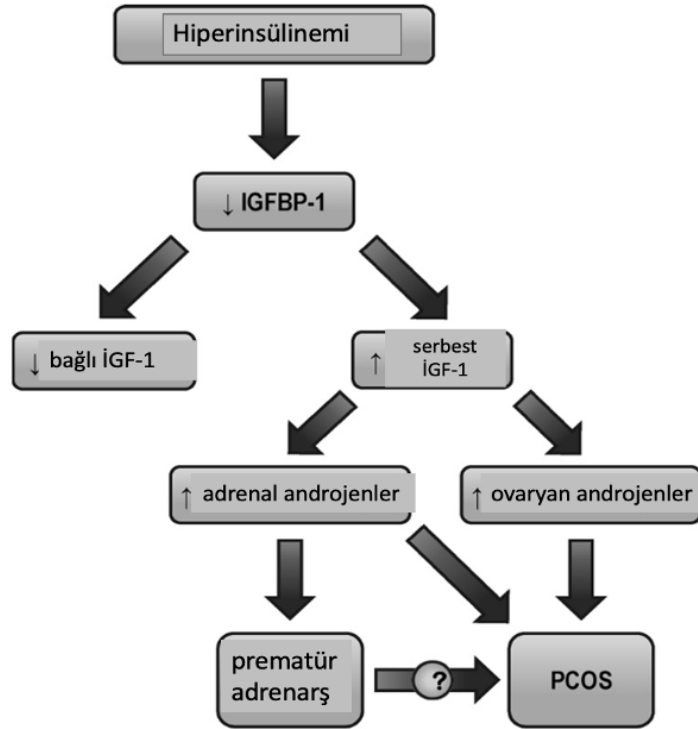 Hiperinsülinemi
↓ IGFBP-1
↓ bağlı İGF-1
↑ serbest
İGF-1
↑ adrenal androjenler
↑ ovaryan androjenler
prematür
adrenarş
?
PCOS